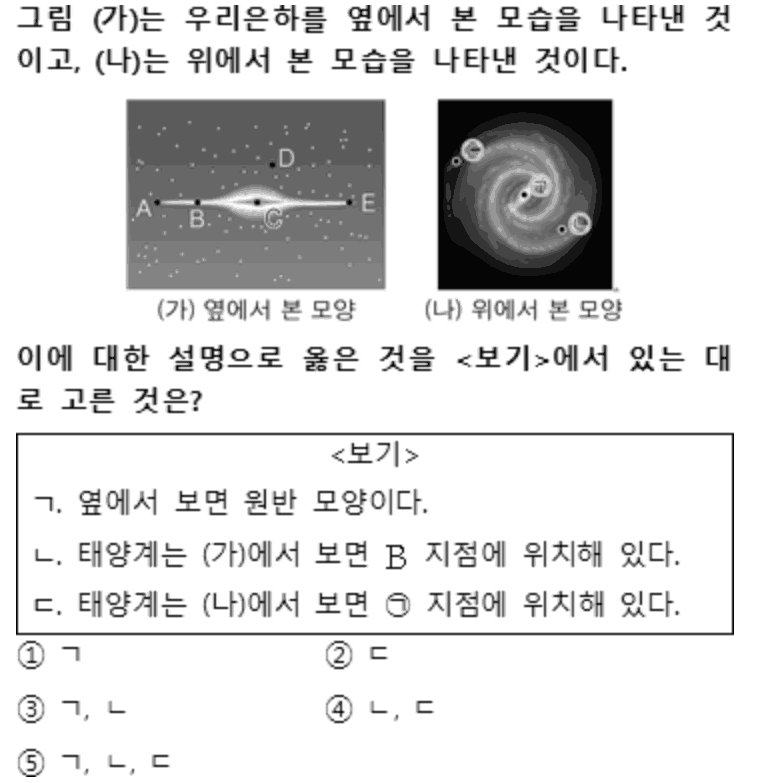 그림 (가)는 우리은하를 옆에서 본 모습을 나타낸 것
이고, (나)는 위에서 본 모습을 나타낸 것이다.
D
A B C E
㉠
㉡
(가) 옆에서 본 모양 (나) 위에서 본 모양
이에 대한 설명으로 옳은 것을 <보기>에서 있는 대
로 고른 것은?
<보기>
ㄱ. 옆에서 보면 원반 모양이다.
ㄴ. 태양계는 (가)에서 보면 B 지점에 위치해 있다.
ㄷ. 태양계는 (나)에서 보면 ㉠ 지점에 위치해 있다.
① ㄱ ② ㄷ
③ ㄱ, ㄴ ④ ㄴ, ㄷ
⑤ ㄱ, ㄴ, ㄷ